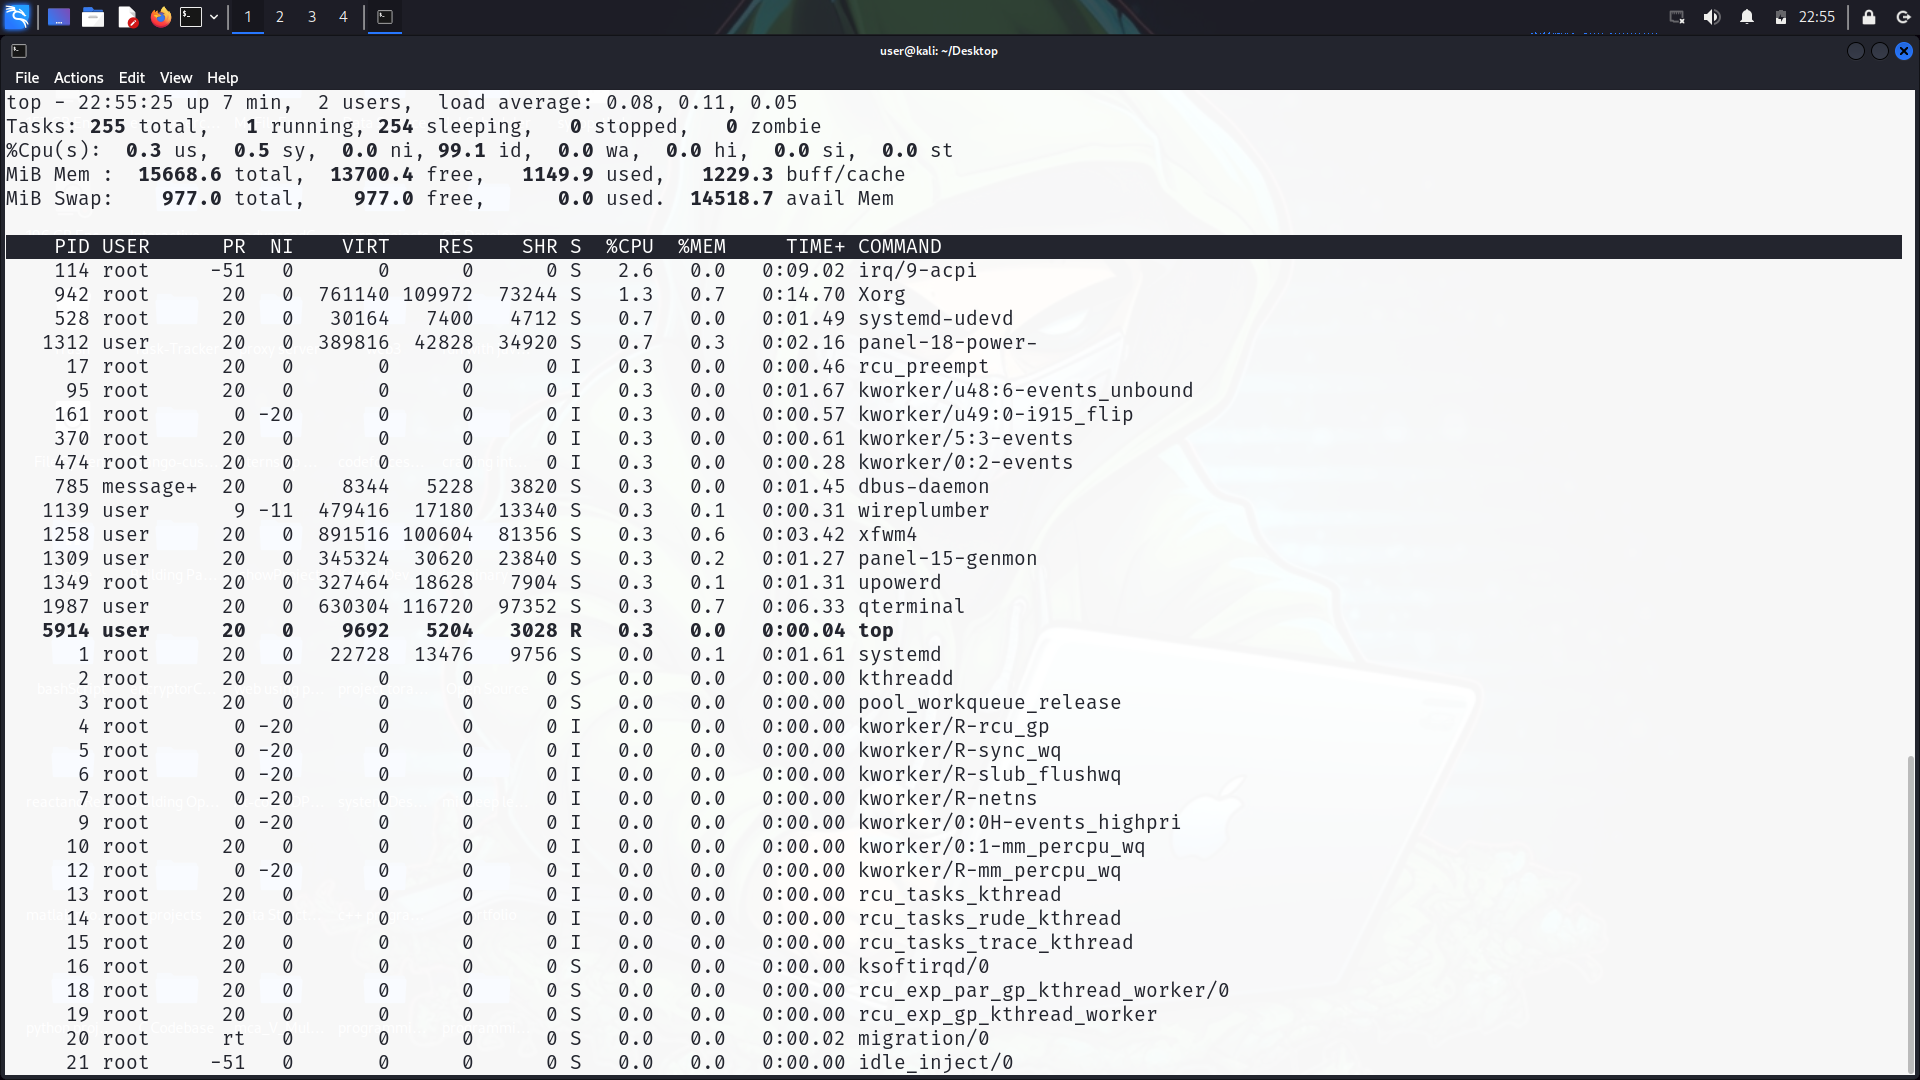 1 2 3 4 22:55
user@kali: ~/Desktop
File Actions Edit View Help
top - 22:55:25 up 7 min,  2 users,  load average: 0.08, 0.11, 0.05
Tasks: 255 total,   1 running, 254 sleeping,   0 stopped,   0 zombie
%Cpu(s):  0.3 us,  0.5 sy,  0.0 ni, 99.1 id,  0.0 wa,  0.0 hi,  0.0 si,  0.0 st
MiB Mem :  15668.6 total,  13700.4 free,   1149.9 used,   1229.3 buff/cache
MiB Swap:    977.0 total,    977.0 free,      0.0 used.  14518.7 avail Mem
PID USER      PR  NI    VIRT    RES    SHR S  %CPU  %MEM     TIME+ COMMAND
114 root     -51   0       0      0      0 S   2.6   0.0   0:09.02 irq/9-acpi
942 root      20   0  761140 109972  73244 S   1.3   0.7   0:14.70 Xorg
528 root      20   0   30164   7400   4712 S   0.7   0.0   0:01.49 systemd-udevd
1312 user      20   0  389816  42828  34920 S   0.7   0.3   0:02.16 panel-18-power-
17 root      20   0       0      0      0 I   0.3   0.0   0:00.46 rcu_preempt
95 root      20   0       0      0      0 I   0.3   0.0   0:01.67 kworker/u48:6-events_unbound
161 root       0 -20       0      0      0 I   0.3   0.0   0:00.57 kworker/u49:0-i915_flip
370 root      20   0       0      0      0 I   0.3   0.0   0:00.61 kworker/5:3-events
474 root      20   0       0      0      0 I   0.3   0.0   0:00.28 kworker/0:2-events
785 message+  20   0    8344   5228   3820 S   0.3   0.0   0:01.45 dbus-daemon
1139 user       9 -11  479416  17180  13340 S   0.3   0.1   0:00.31 wireplumber
1258 user      20   0  891516 100604  81356 S   0.3   0.6   0:03.42 xfwm4
1309 user      20   0  345324  30620  23840 S   0.3   0.2   0:01.27 panel-15-genmon
1349 root      20   0  327464  18628   7904 S   0.3   0.1   0:01.31 upowerd
1987 user      20   0  630304 116720  97352 S   0.3   0.7   0:06.33 qterminal
5914 user      20   0    9692   5204   3028 R   0.3   0.0   0:00.04 top
1 root      20   0   22728  13476   9756 S   0.0   0.1   0:01.61 systemd
2 root      20   0       0      0      0 S   0.0   0.0   0:00.00 kthreadd
3 root      20   0       0      0      0 S   0.0   0.0   0:00.00 pool_workqueue_release
4 root       0 -20       0      0      0 I   0.0   0.0   0:00.00 kworker/R-rcu_gp
5 root       0 -20       0      0      0 I   0.0   0.0   0:00.00 kworker/R-sync_wq
6 root       0 -20       0      0      0 I   0.0   0.0   0:00.00 kworker/R-slub_flushwq
7 root       0 -20       0      0      0 I   0.0   0.0   0:00.00 kworker/R-netns
9 root       0 -20       0      0      0 I   0.0   0.0   0:00.00 kworker/0:0H-events_highpri
10 root      20   0       0      0      0 I   0.0   0.0   0:00.00 kworker/0:1-mm_percpu_wq
12 root       0 -20       0      0      0 I   0.0   0.0   0:00.00 kworker/R-mm_percpu_wq
13 root      20   0       0      0      0 I   0.0   0.0   0:00.00 rcu_tasks_kthread
14 root      20   0       0      0      0 I   0.0   0.0   0:00.00 rcu_tasks_rude_kthread
15 root      20   0       0      0      0 I   0.0   0.0   0:00.00 rcu_tasks_trace_kthread
16 root      20   0       0      0      0 S   0.0   0.0   0:00.00 ksoftirqd/0
18 root      20   0       0      0      0 S   0.0   0.0   0:00.00 rcu_exp_par_gp_kthread_worker/0
19 root      20   0       0      0      0 S   0.0   0.0   0:00.00 rcu_exp_gp_kthread_worker
20 root      rt   0       0      0      0 S   0.0   0.0   0:00.02 migration/0
21 root     -51   0       0      0      0 S   0.0   0.0   0:00.00 idle_inject/0